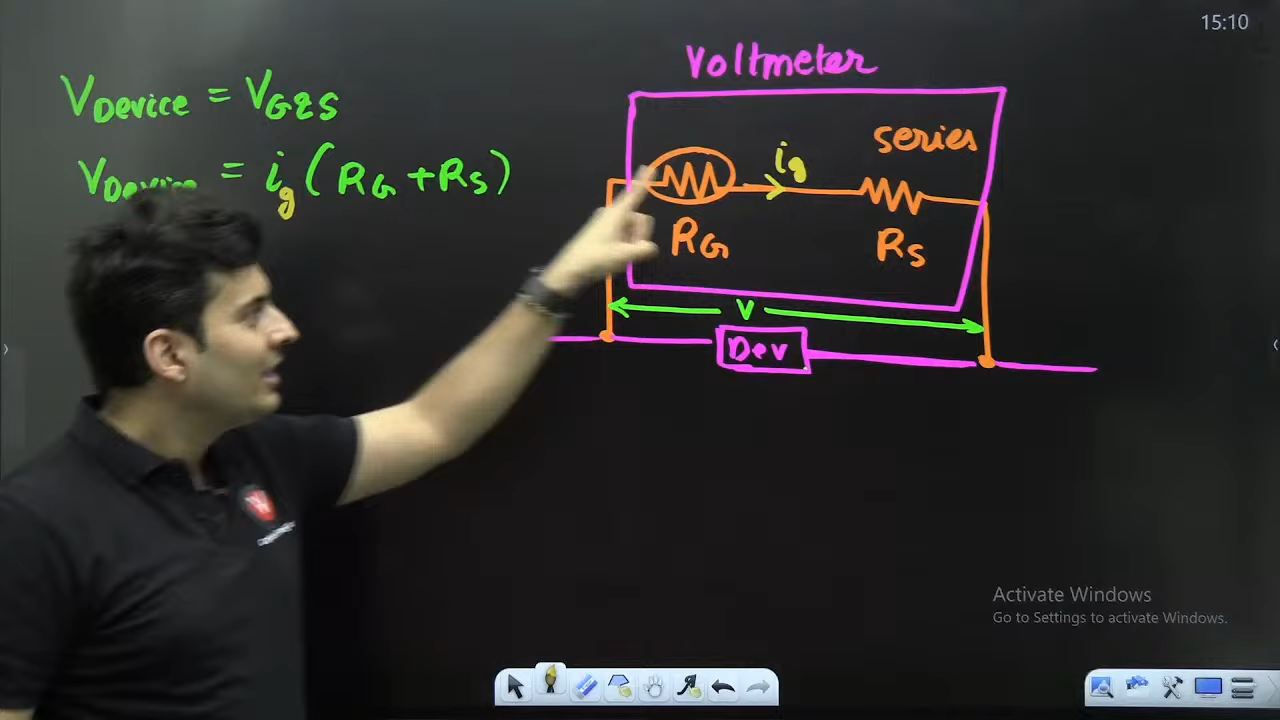 15:10
Voltmeter
V Device = V G&S
V Device = ig (RG + RS)
series
ig
RG
RS
V
Dev
Activate Windows
Go to Settings to activate Windows.